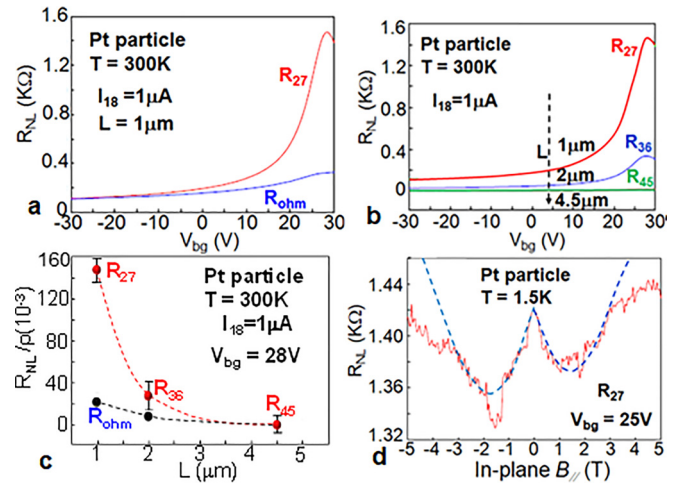 1.6
1.2
0.8
0.4
0
R_NL (KΩ)
Pt particle
T = 300K
I18 =1μA
L = 1μm
R27
Rohm
a
-30 -20 -10 0 10 20 30
Vbg (V)
1.6
1.2
0.8
0.4
0
R_NL (KΩ)
Pt particle
T = 300K
I18=1μA
R27
R36
R45
L
1μm
2μm
4.5μm
b
-30 -20 -10 0 10 20 30
Vbg (V)
160
120
80
40
0
R_NL/ρ(10-3)
R27
Pt particle
T = 300K
I18=1μA
Vbg = 28V
R36
R45
Rohm
c
1 2 3 4 5
L (μm)
1.44
1.40
1.36
1.32
R_NL (KΩ)
Pt particle
T = 1.5K
R27
Vbg = 25V
d
-5 -4 -3 -2 -1 0 1 2 3 4 5
In-plane B// (T)